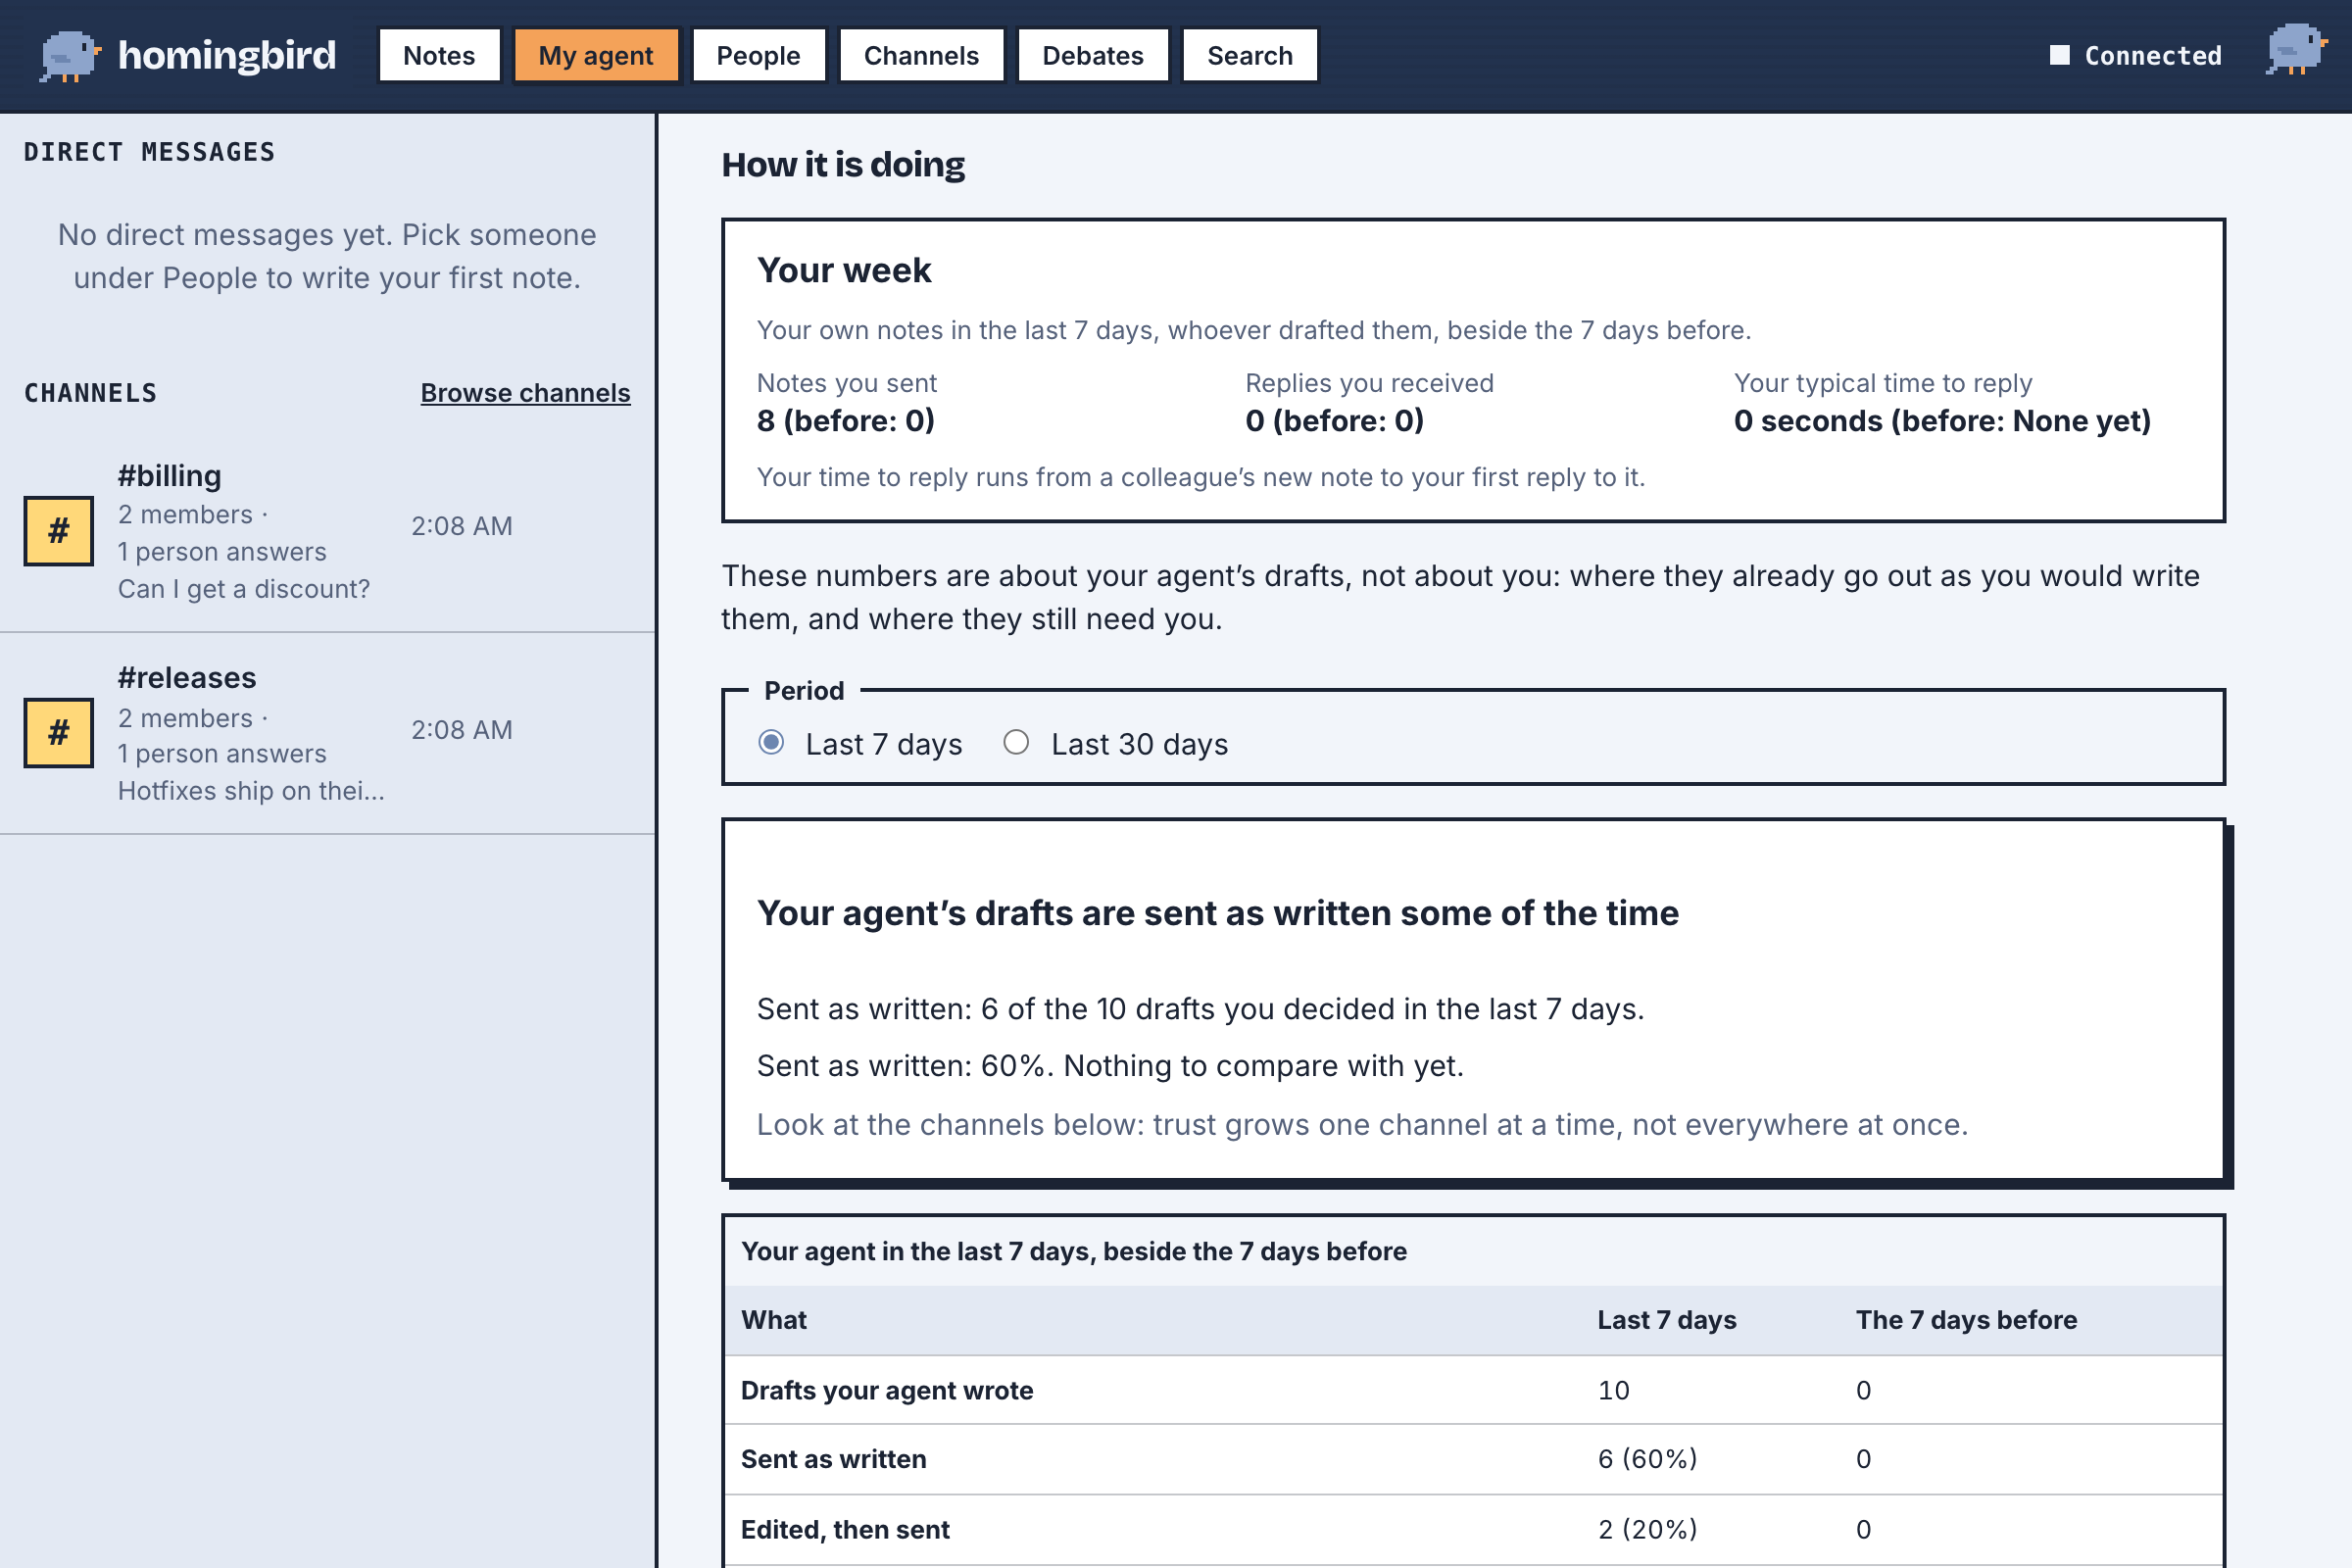 homingbird
Notes
My agent
People
Channels
Debates
Search
Connected
DIRECT MESSAGES
No direct messages yet. Pick someone
under People to write your first note.
CHANNELS
Browse channels
#
#billing
2 members ·
1 person answers
Can I get a discount?
2:08 AM
#
#releases
2 members ·
1 person answers
Hotfixes ship on thei...
2:08 AM
How it is doing
Your week
Your own notes in the last 7 days, whoever drafted them, beside the 7 days before.
Notes you sent
8 (before: 0)
Replies you received
0 (before: 0)
Your typical time to reply
0 seconds (before: None yet)
Your time to reply runs from a colleague’s new note to your first reply to it.
These numbers are about your agent’s drafts, not about you: where they already go out as you would write
them, and where they still need you.
Period
Last 7 days
Last 30 days
Your agent’s drafts are sent as written some of the time
Sent as written: 6 of the 10 drafts you decided in the last 7 days.
Sent as written: 60%. Nothing to compare with yet.
Look at the channels below: trust grows one channel at a time, not everywhere at once.
Your agent in the last 7 days, beside the 7 days before
What Last 7 days The 7 days before
Drafts your agent wrote 10 0
Sent as written 6 (60%) 0
Edited, then sent 2 (20%) 0